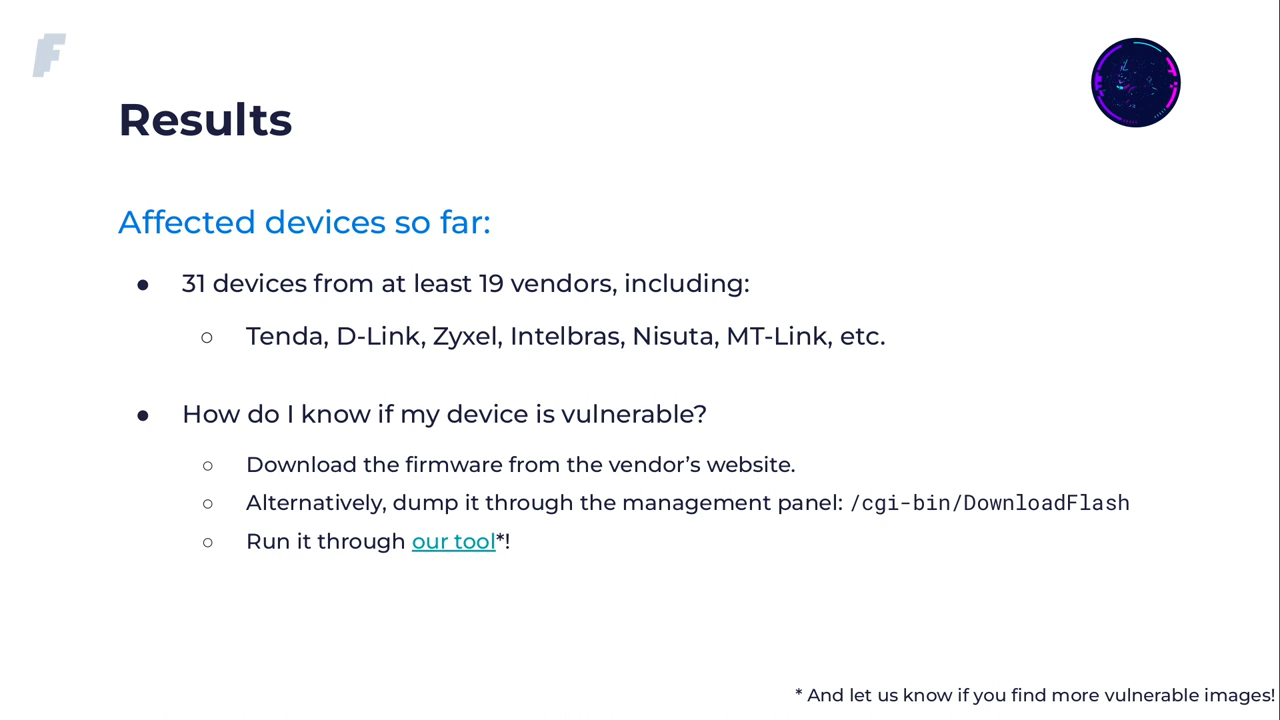 Results
Affected devices so far:
● 31 devices from at least 19 vendors, including:
○ Tenda, D-Link, Zyxel, Intelbras, Nisuta, MT-Link, etc.
● How do I know if my device is vulnerable?
○ Download the firmware from the vendor’s website.
○ Alternatively, dump it through the management panel: /cgi-bin/DownloadFlash
○ Run it through our tool*!
* And let us know if you find more vulnerable images!